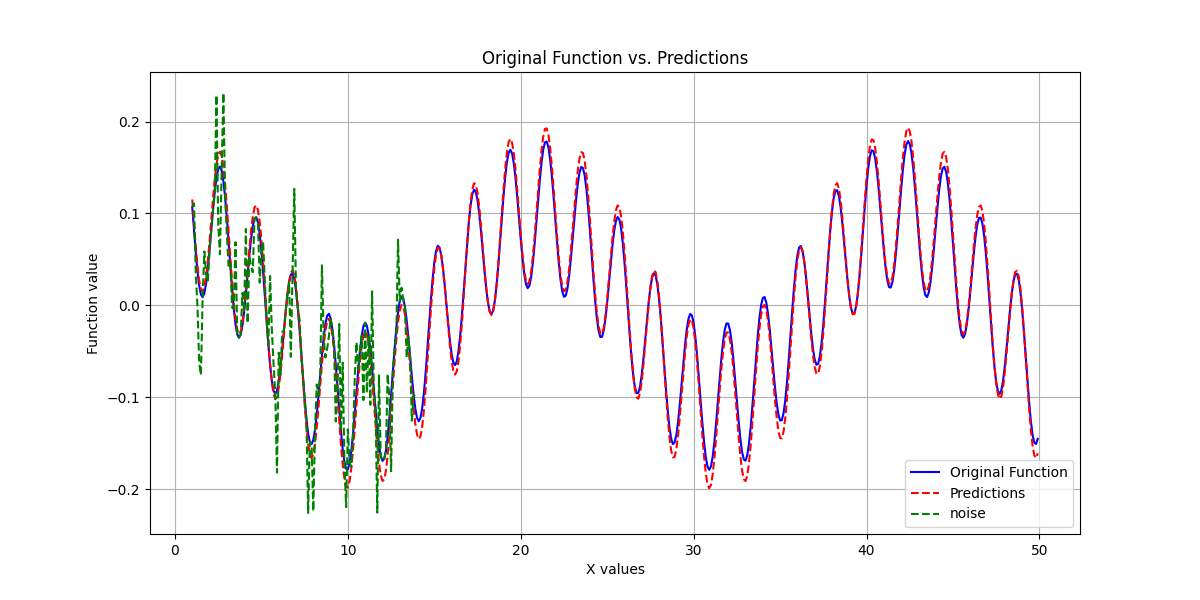 Original Function vs. Predictions
Function value
0.2
0.1
0.0
−0.1
−0.2
0 10 20 30 40 50
X values
Original Function
Predictions
noise